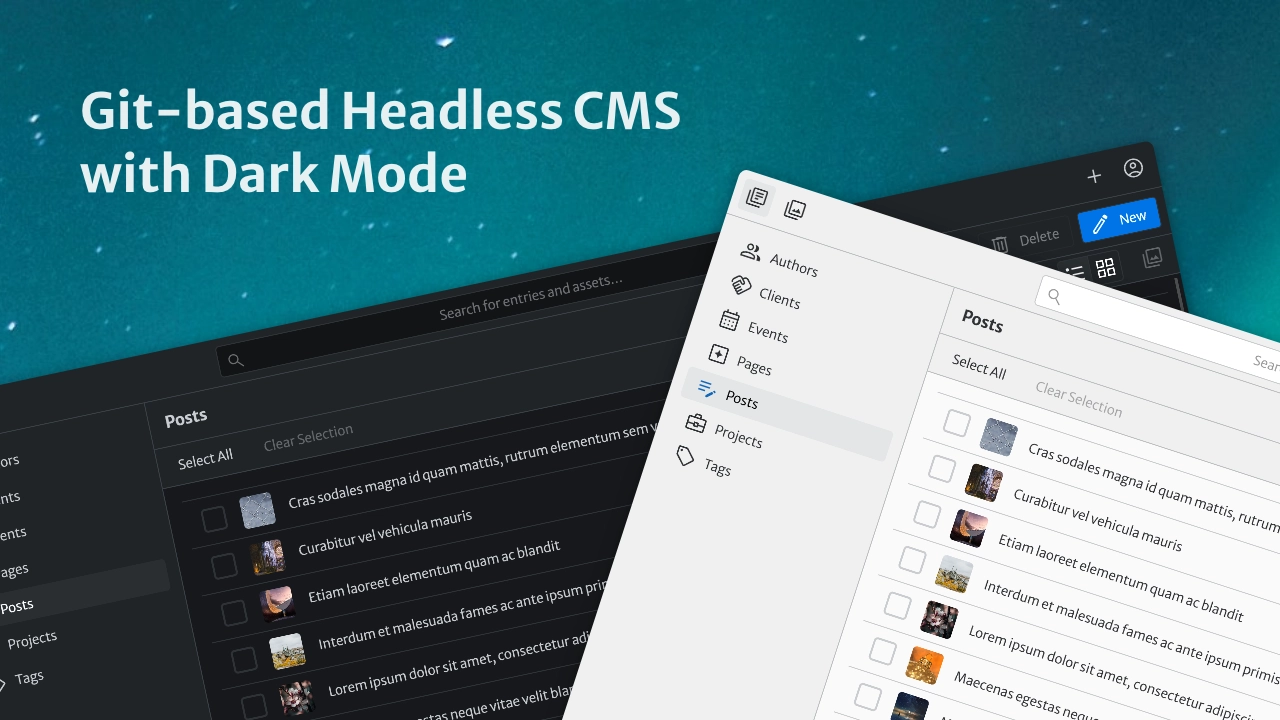 Git-based Headless CMS
with Dark Mode
Delete
New
Search for entries and assets...
Posts
Select All
Clear Selection
Cras sodales magna id quam mattis, rutrum elementum sem
Curabitur vel vehicula mauris
Etiam laoreet elementum quam ac blandit
Interdum et malesuada fames ac ante ipsum
Lorem ipsum dolor sit amet, consectetur
neque vitae velit
Posts
Projects
Tags
Authors
Clients
Events
Pages
Posts
Projects
Tags
Posts
Select All
Clear Selection
Cras sodales magna id quam mattis, rutrum
Curabitur vel vehicula mauris
Etiam laoreet elementum quam ac blandit
Interdum et malesuada fames ac ante ipsum
Lorem ipsum dolor sit amet, consectetur
Maecenas egestas neque